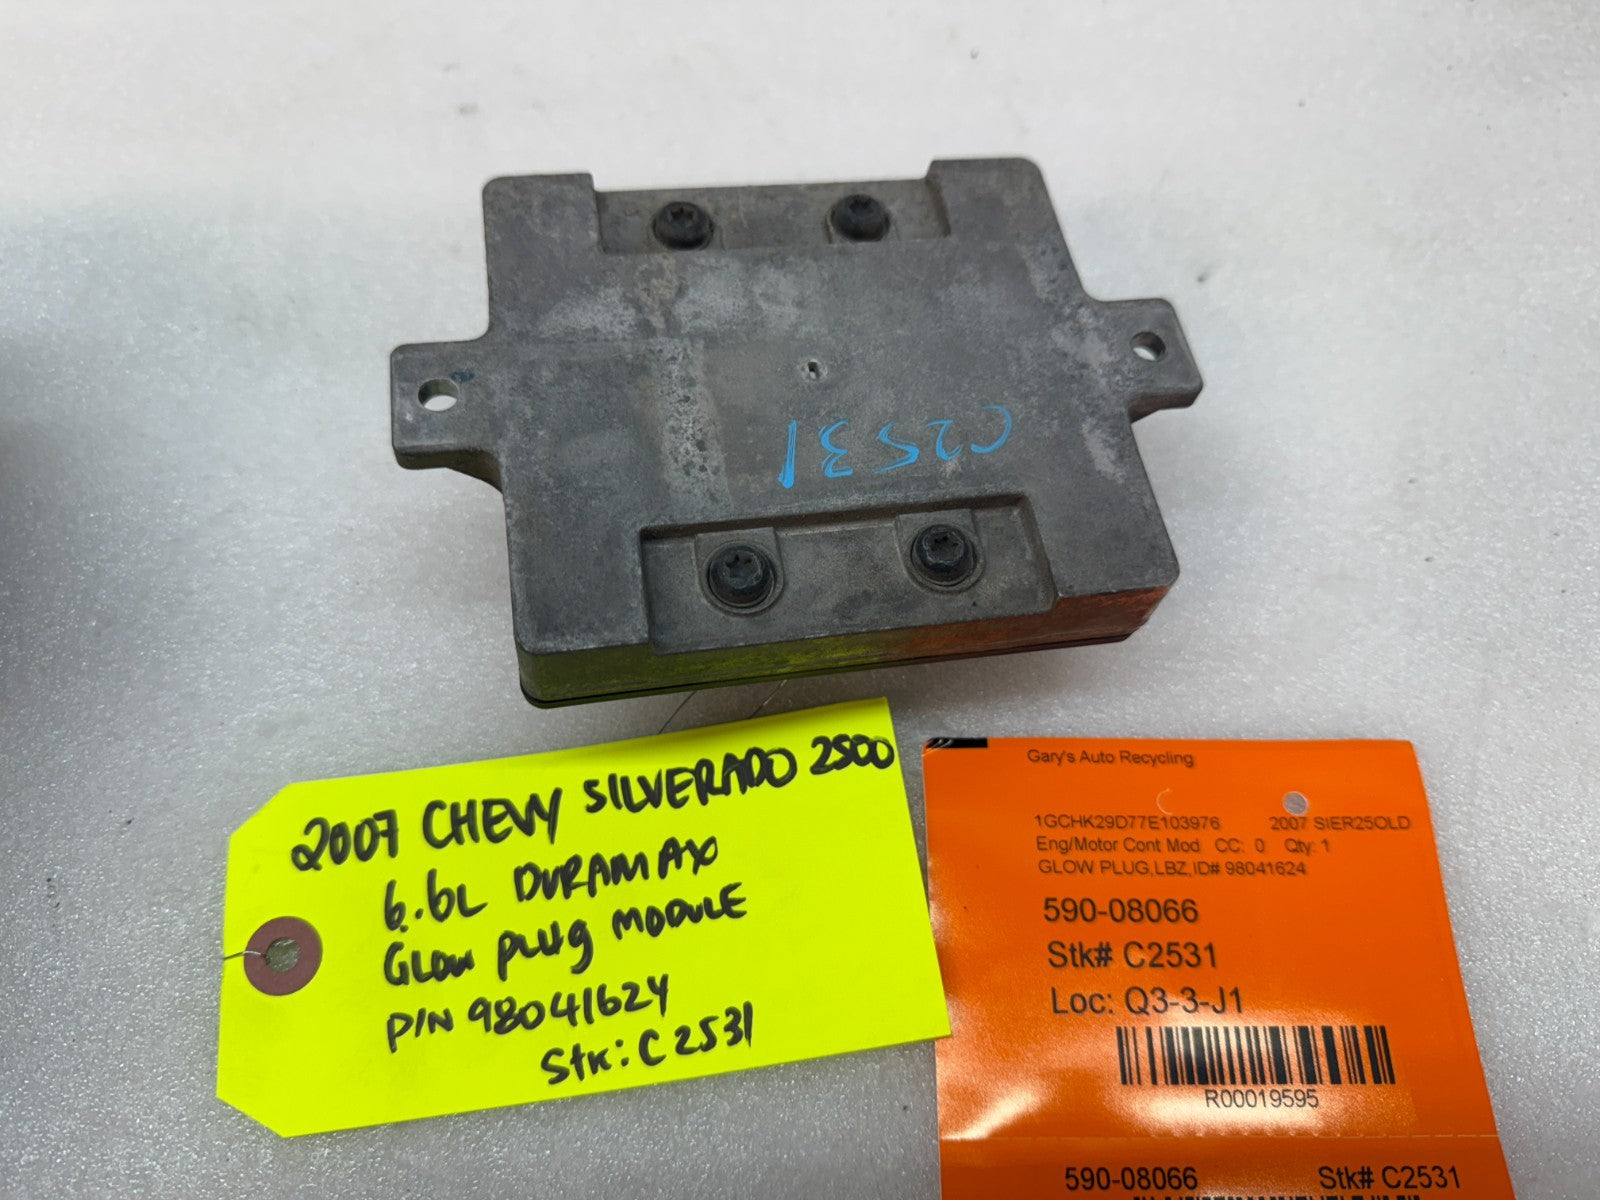 C2531
2007 CHEVY SILVERADO 2500
6.6L DURAMAX
GLOW PLUG MODULE
P/N 98041624
Stk: C2531
Gary's Auto Recycling
1GCHK29D77E103976 2007 SIER25OLD
Eng/Motor Cont Mod CC: 0 Qty: 1
GLOW PLUG,LBZ,ID# 98041624
590-08066
Stk# C2531
Loc: Q3-3-J1
R00019595
590-08066 Stk# C2531